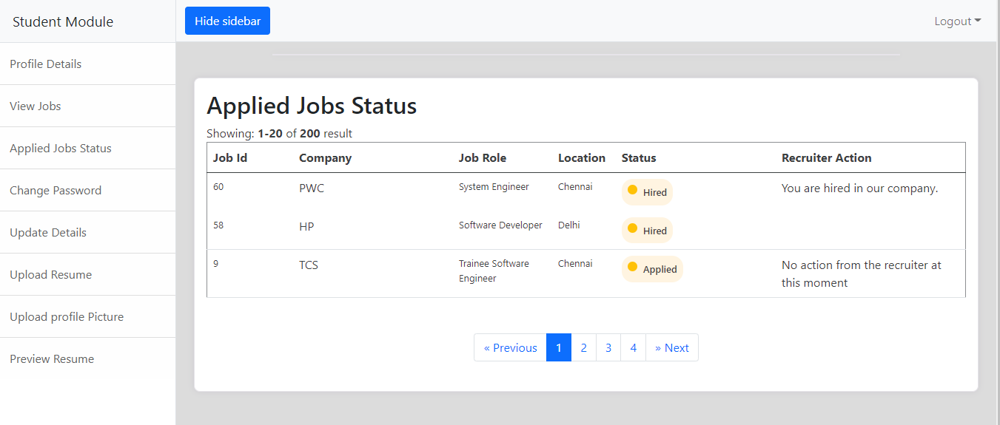 Student Module
Hide sidebar
Logout
Profile Details
View Jobs
Applied Jobs Status
Change Password
Update Details
Upload Resume
Upload profile Picture
Preview Resume
Applied Jobs Status
Showing: 1-20 of 200 result
Job Id Company Job Role Location Status Recruiter Action
60 PWC System Engineer Chennai Hired You are hired in our company.
58 HP Software Developer Delhi Hired
9 TCS Trainee Software Chennai Applied No action from the recruiter at
Engineer this moment
« Previous 1 2 3 4 » Next